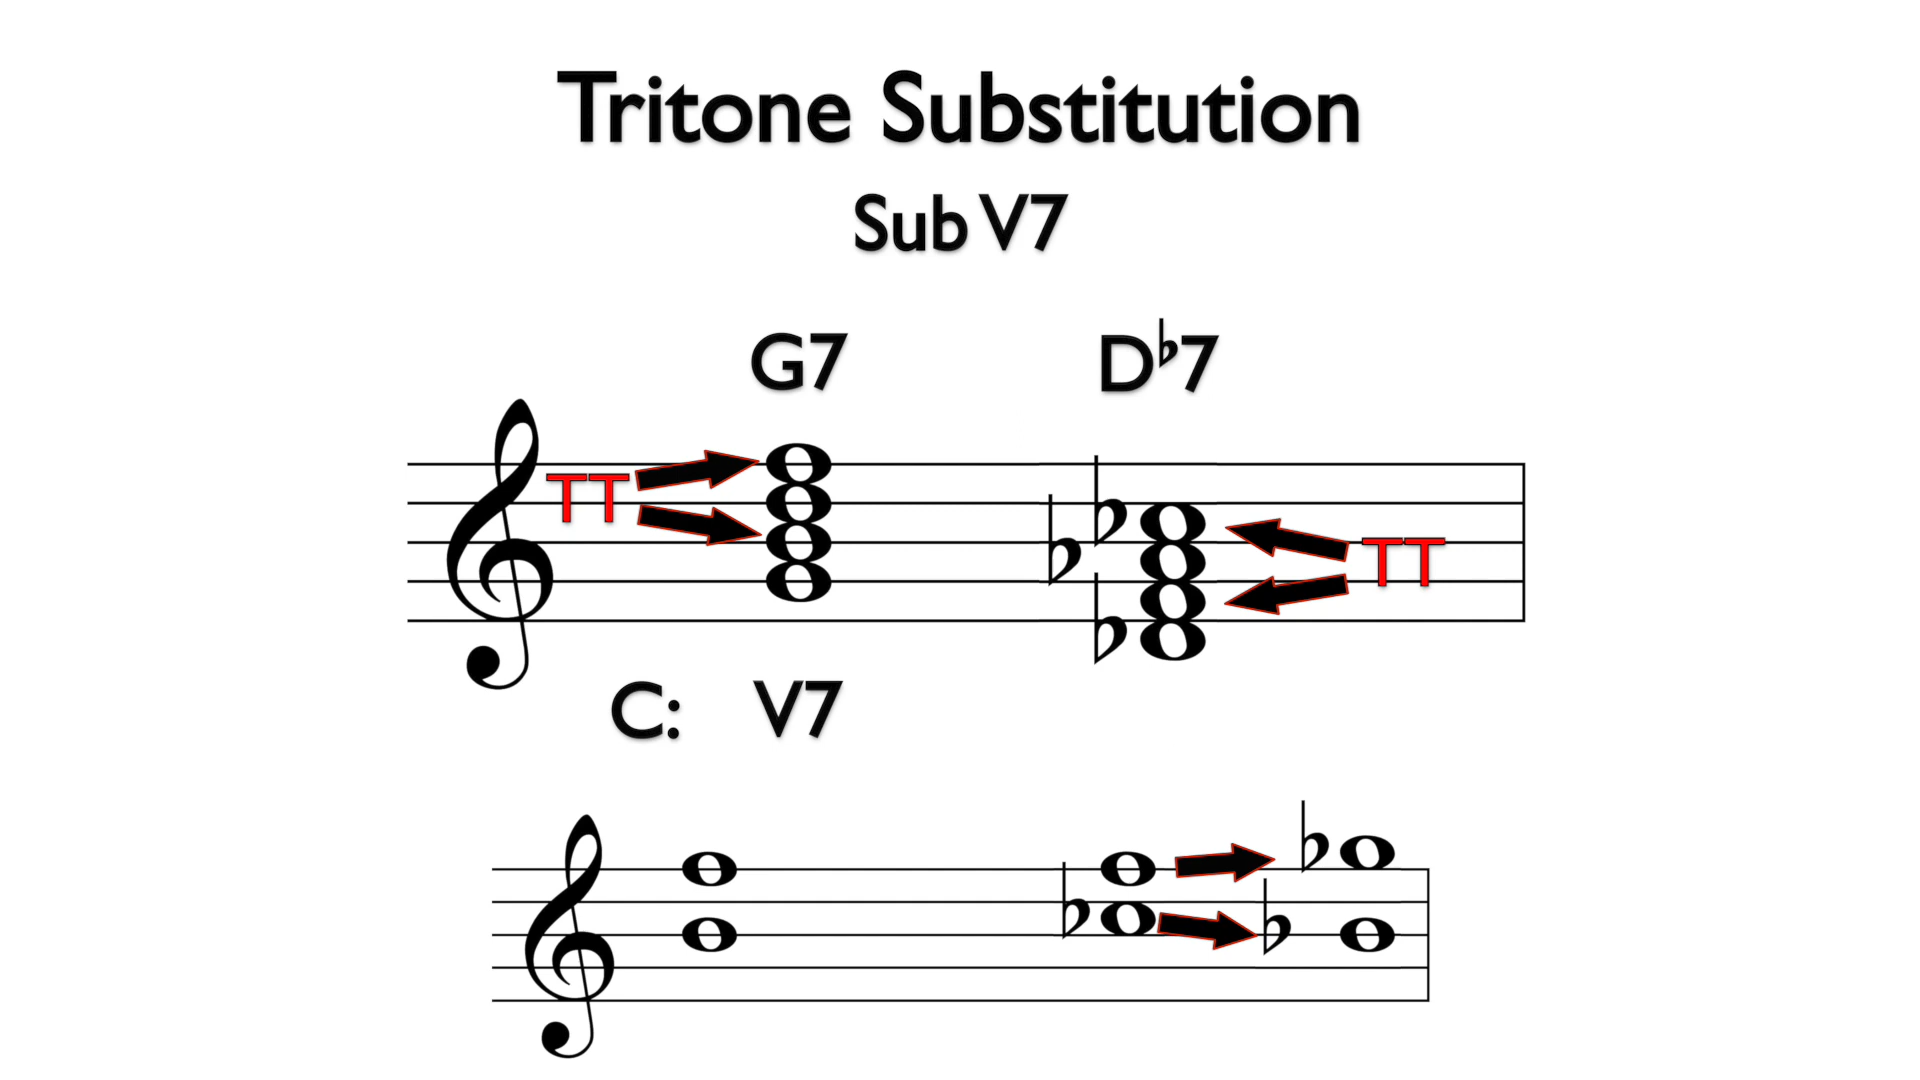 Tritone Substitution
Sub V7
G7 D♭7
TT
TT
C: V7